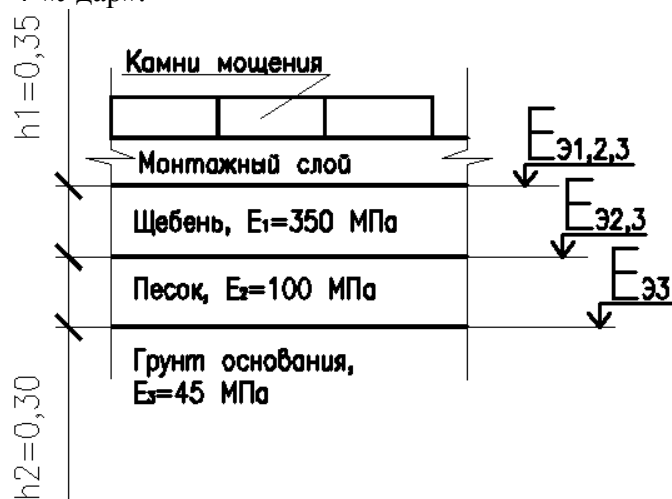 h1=0,35
Камни мощения
Монтажный слой
EЭ1,2,3
Щебень, E1=350 МПа
EЭ2,3
Песок, E2=100 МПа
EЭ3
Грунт основания,
E3=45 МПа
h2=0,30